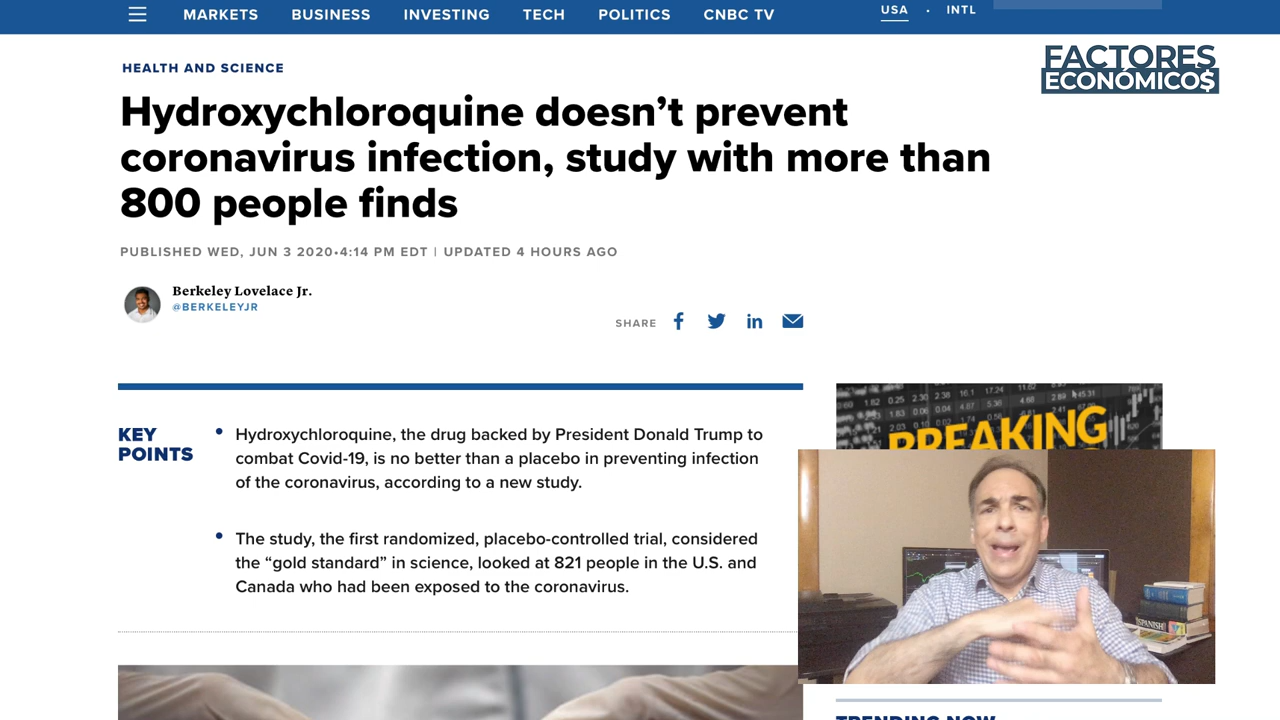 MARKETS BUSINESS INVESTING TECH POLITICS CNBC TV USA · INTL
FACTORES
ECONÓMICO$
HEALTH AND SCIENCE
Hydroxychloroquine doesn’t prevent
coronavirus infection, study with more than
800 people finds
PUBLISHED WED, JUN 3 2020•4:14 PM EDT | UPDATED 4 HOURS AGO
Berkeley Lovelace Jr.
@BERKELEYJR
SHARE
KEY
POINTS
• Hydroxychloroquine, the drug backed by President Donald Trump to
combat Covid-19, is no better than a placebo in preventing infection
of the coronavirus, according to a new study.
• The study, the first randomized, placebo-controlled trial, considered
the “gold standard” in science, looked at 821 people in the U.S. and
Canada who had been exposed to the coronavirus.
BREAKING
SPANISH
TRENDING NOW